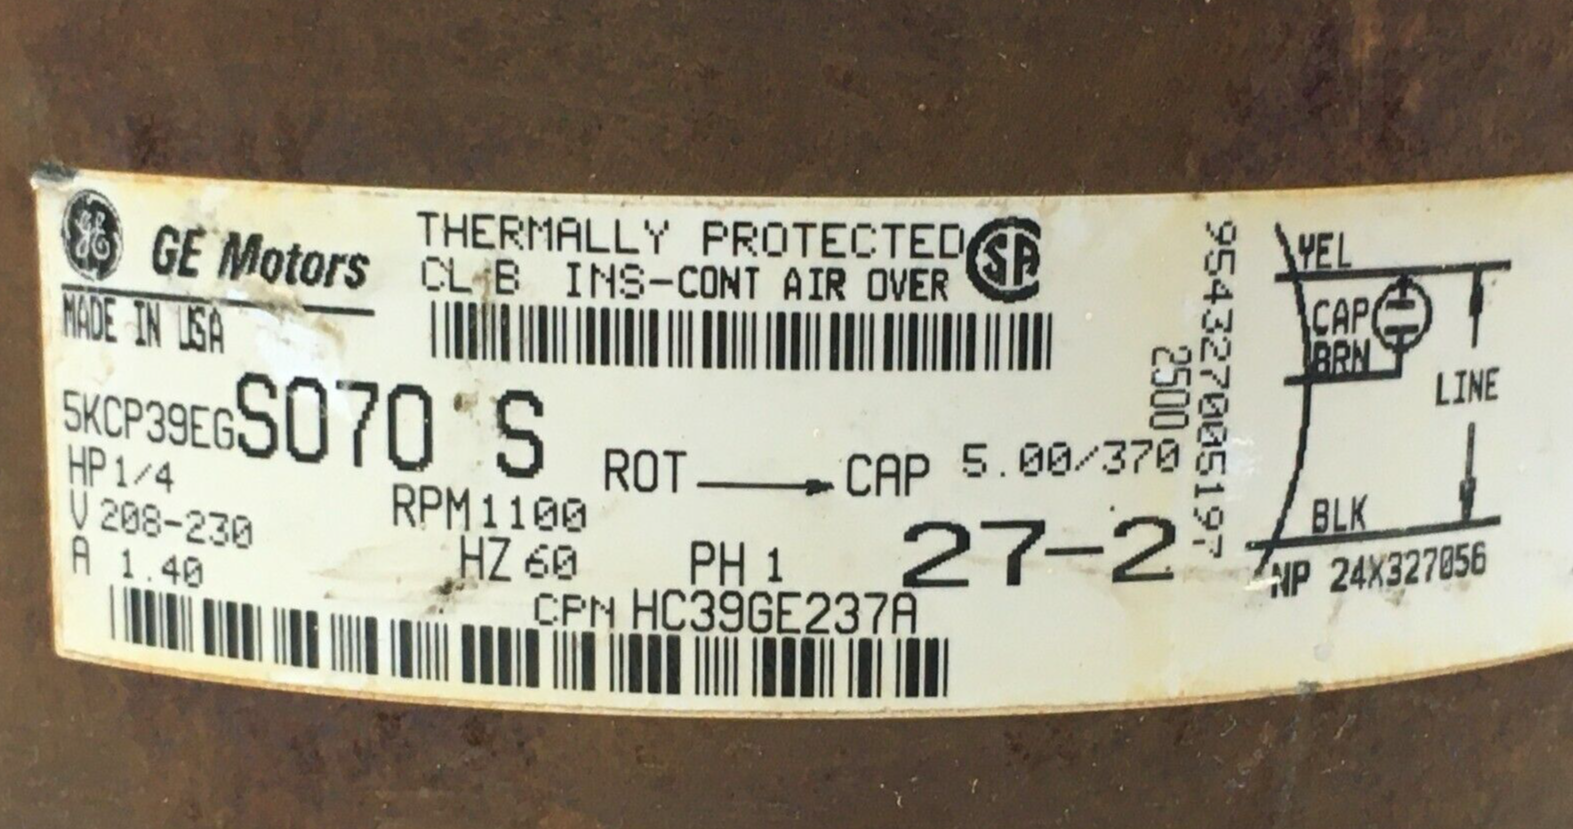 GE GE Motors
MADE IN USA
THERMALLY PROTECTED SA
CL B INS-CONT AIR OVER
5KCP39EGS070 S
HP 1/4
V 208-230
A 1.40
RPM 1100
HZ 60
ROT → CAP 5.00/370
PH 1
27-2
CPN HC39GE237A
2500
954327005197
YEL
CAP
BRN
LINE
BLK
NP 24X327056